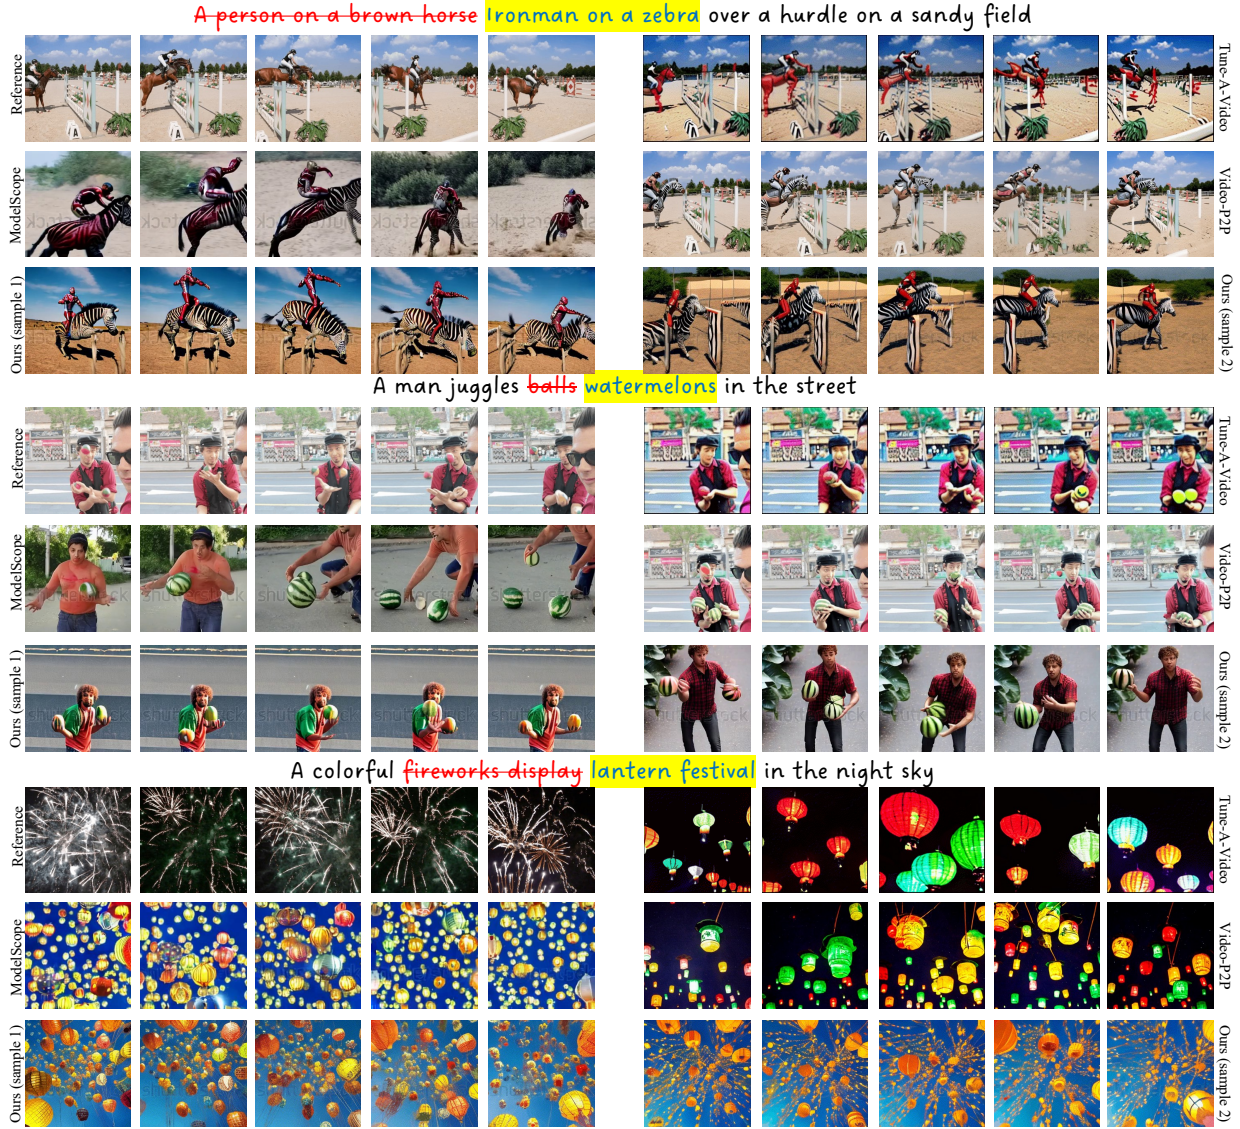 A person on a brown horse Ironman on a zebra over a hurdle on a sandy field
Reference
Tune-A-Video
ModelScope
Video-P2P
Ours (sample 1)
Ours (sample 2)
A man juggles balls watermelons in the street
Reference
Tune-A-Video
ModelScope
Video-P2P
Ours (sample 1)
Ours (sample 2)
A colorful fireworks display lantern festival in the night sky
Reference
Tune-A-Video
ModelScope
Video-P2P
Ours (sample 1)
Ours (sample 2)